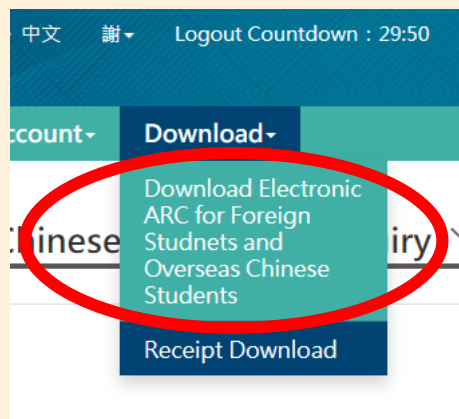 中文 謝 Logout Countdown：29:50
ccount Download
Download Electronic
ARC for Foreign
Studnets and
Overseas Chinese
Students
Chinese iry
Receipt Download